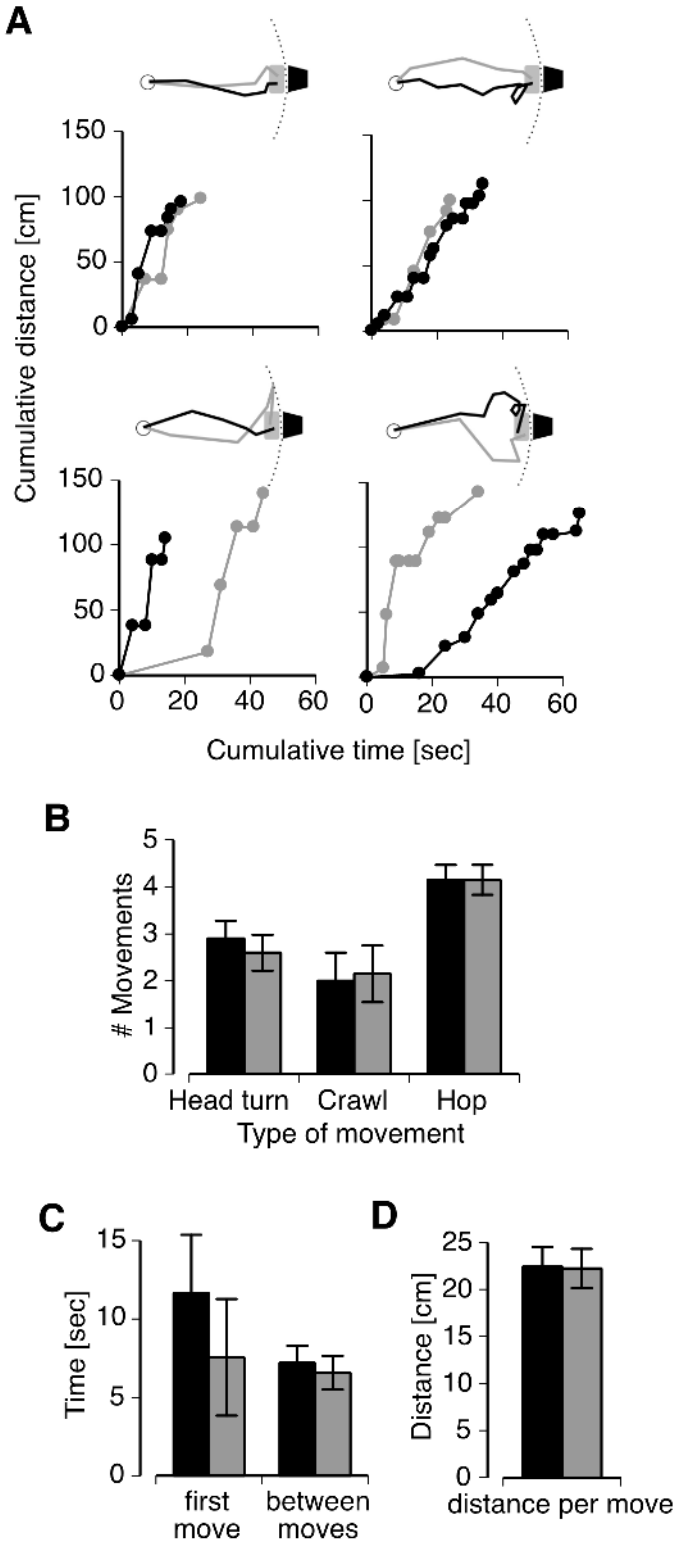 A
Cumulative distance [cm]
150
100
50
0
150
100
50
0
0 20 40 60
0 20 40 60
Cumulative time [sec]
B
# Movements
5
4
3
2
1
0
Head turn Crawl Hop
Type of movement
C
Time [sec]
15
10
5
0
first move
between moves
D
Distance [cm]
25
20
15
10
5
0
distance per move